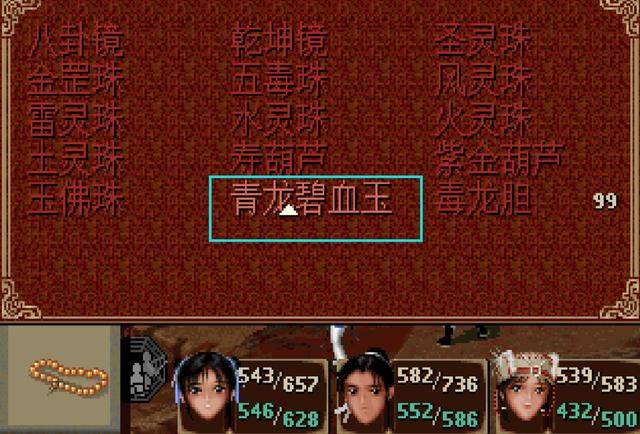 八卦镜 乾坤镜 圣灵珠
金罡珠 五毒珠 风灵珠
雷灵珠 水灵珠 火灵珠
土灵珠 寿葫芦 紫金葫芦
玉佛珠 青龙碧血玉 毒龙胆 99
543/657 582/736 539/583
546/628 552/586 432/500